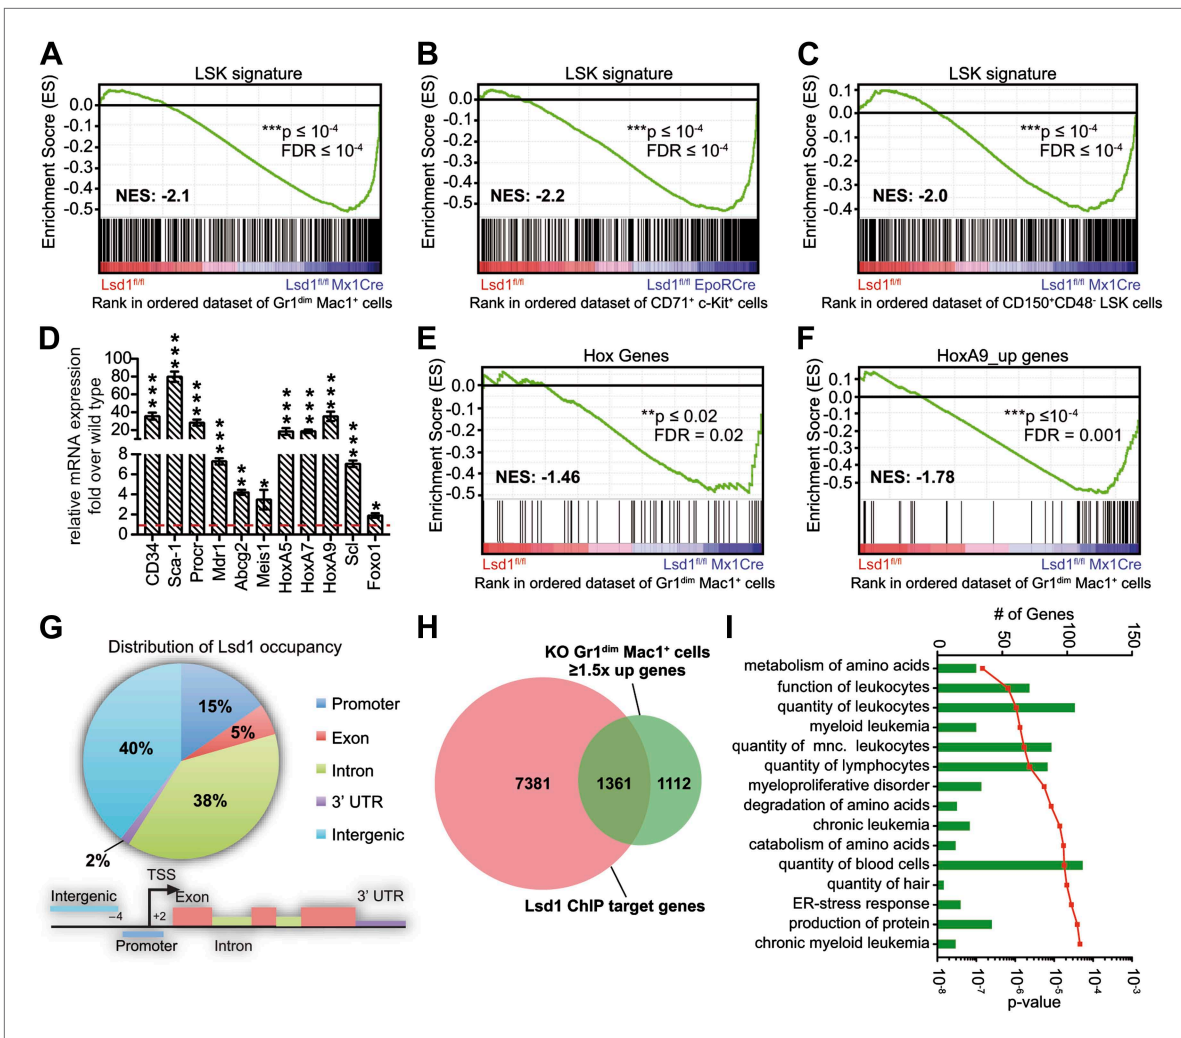 A
LSK signature
Enrichment Socre (ES)
0.0
-0.1
-0.2
-0.3
-0.4
-0.5
***p ≤ 10-4
FDR ≤ 10-4
NES: -2.1
Lsd1fl/fl
Lsd1fl/fl Mx1Cre
Rank in ordered dataset of Gr1dim Mac1+ cells
B
LSK signature
Enrichment Socre (ES)
0.0
-0.1
-0.2
-0.3
-0.4
-0.5
***p ≤ 10-4
FDR ≤ 10-4
NES: -2.2
Lsd1fl/fl
Lsd1fl/fl EpoRCre
Rank in ordered dataset of CD71+ c-Kit+ cells
C
LSK signature
Enrichment Socre (ES)
0.1
0.0
-0.1
-0.2
-0.3
-0.4
***p ≤ 10-4
FDR ≤ 10-4
NES: -2.0
Lsd1fl/fl
Lsd1fl/fl Mx1Cre
Rank in ordered dataset of CD150+CD48- LSK cells
D
relative mRNA expression
fold over wild type
100
80
60
40
20
8
6
4
2
0
***
***
***
***
**
*
***
***
***
***
*
CD34
Sca-1
Procr
Mdr1
Abcg2
Meis1
HoxA5
HoxA7
HoxA9
Scl
Foxo1
E
Hox Genes
Enrichment Socre (ES)
0.0
-0.1
-0.2
-0.3
-0.4
-0.5
**p ≤ 0.02
FDR = 0.02
NES: -1.46
Lsd1fl/fl
Lsd1fl/fl Mx1Cre
Rank in ordered dataset of Gr1dim Mac1+ cells
F
HoxA9_up genes
Enrichment Socre (ES)
0.1
0.0
-0.1
-0.2
-0.3
-0.4
-0.5
***p ≤10-4
FDR = 0.001
NES: -1.78
Lsd1fl/fl
Lsd1fl/fl Mx1Cre
Rank in ordered dataset of Gr1dim Mac1+ cells
G
Distribution of Lsd1 occupancy
15%
5%
38%
2%
40%
Promoter
Exon
Intron
3' UTR
Intergenic
Intergenic
TSS
Exon
3' UTR
−4
+2
Promoter
Intron
H
KO Gr1dim Mac1+ cells
≥1.5x up genes
7381
1361
1112
Lsd1 ChIP target genes
I
# of Genes
0
50
100
150
metabolism of amino acids
function of leukocytes
quantity of leukocytes
myeloid leukemia
quantity of mnc. leukocytes
quantity of lymphocytes
myeloproliferative disorder
degradation of amino acids
chronic leukemia
catabolism of amino acids
quantity of blood cells
quantity of hair
ER-stress response
production of protein
chronic myeloid leukemia
10-8
10-7
10-6
10-5
10-4
10-3
p-value